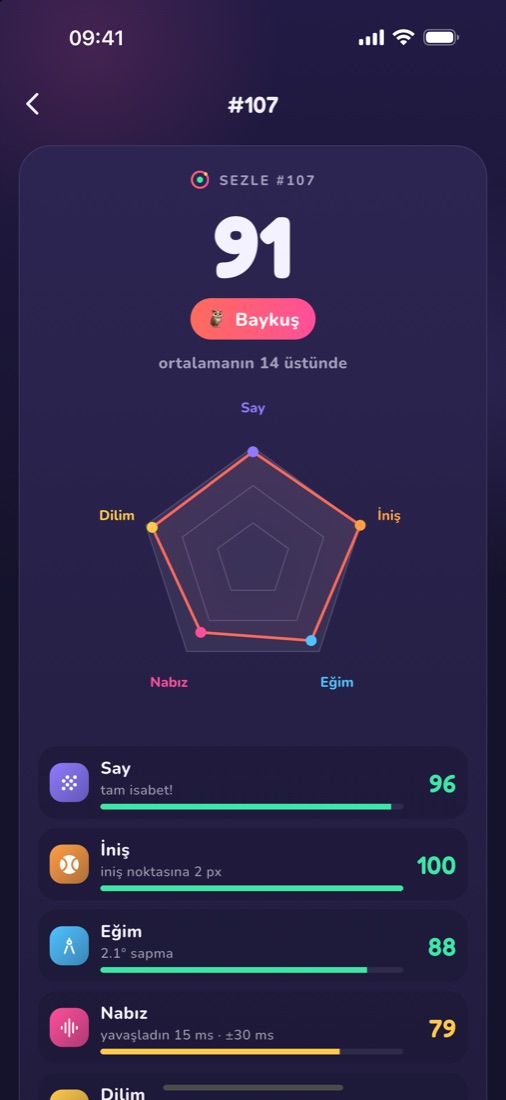 09:41
#107
SEZLE #107
91
Baykuş
ortalamanın 14 üstünde
Say
Dilim
İniş
Nabız
Eğim
Say
tam isabet!
96
İniş
iniş noktasına 2 px
100
Eğim
2.1° sapma
88
Nabız
yavaşladın 15 ms · ±30 ms
79
Dilim